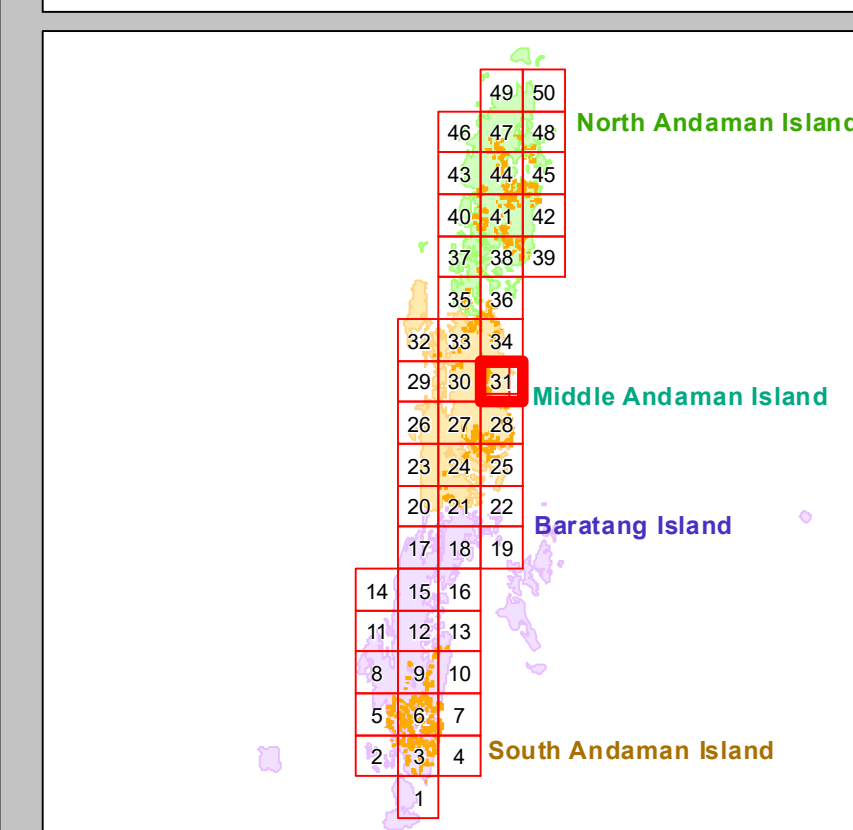 49 50
North Andaman Island
46 47 48
43 44 45
40 41 42
37 38 39
35 36
32 33 34
29 30 31
Middle Andaman Island
26 27 28
23 24 25
20 21 22
Baratang Island
17 18 19
14 15 16
11 12 13
8 9 10
5 6 7
South Andaman Island
2 3 4
1